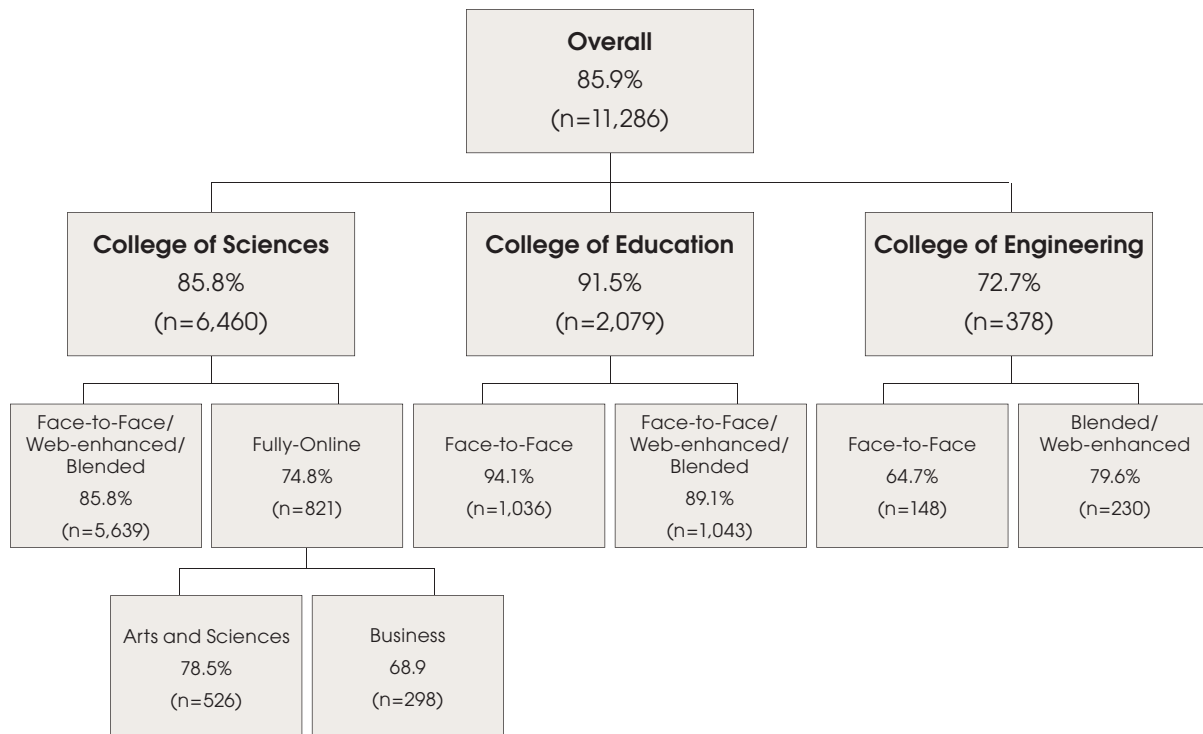 Overall
85.9%
(n=11,286)
College of Sciences
85.8%
(n=6,460)
College of Education
91.5%
(n=2,079)
College of Engineering
72.7%
(n=378)
Face-to-Face/
Web-enhanced/
Blended
85.8%
(n=5,639)
Fully-Online
74.8%
(n=821)
Face-to-Face
94.1%
(n=1,036)
Face-to-Face/
Web-enhanced/
Blended
89.1%
(n=1,043)
Face-to-Face
64.7%
(n=148)
Blended/
Web-enhanced
79.6%
(n=230)
Arts and Sciences
78.5%
(n=526)
Business
68.9
(n=298)